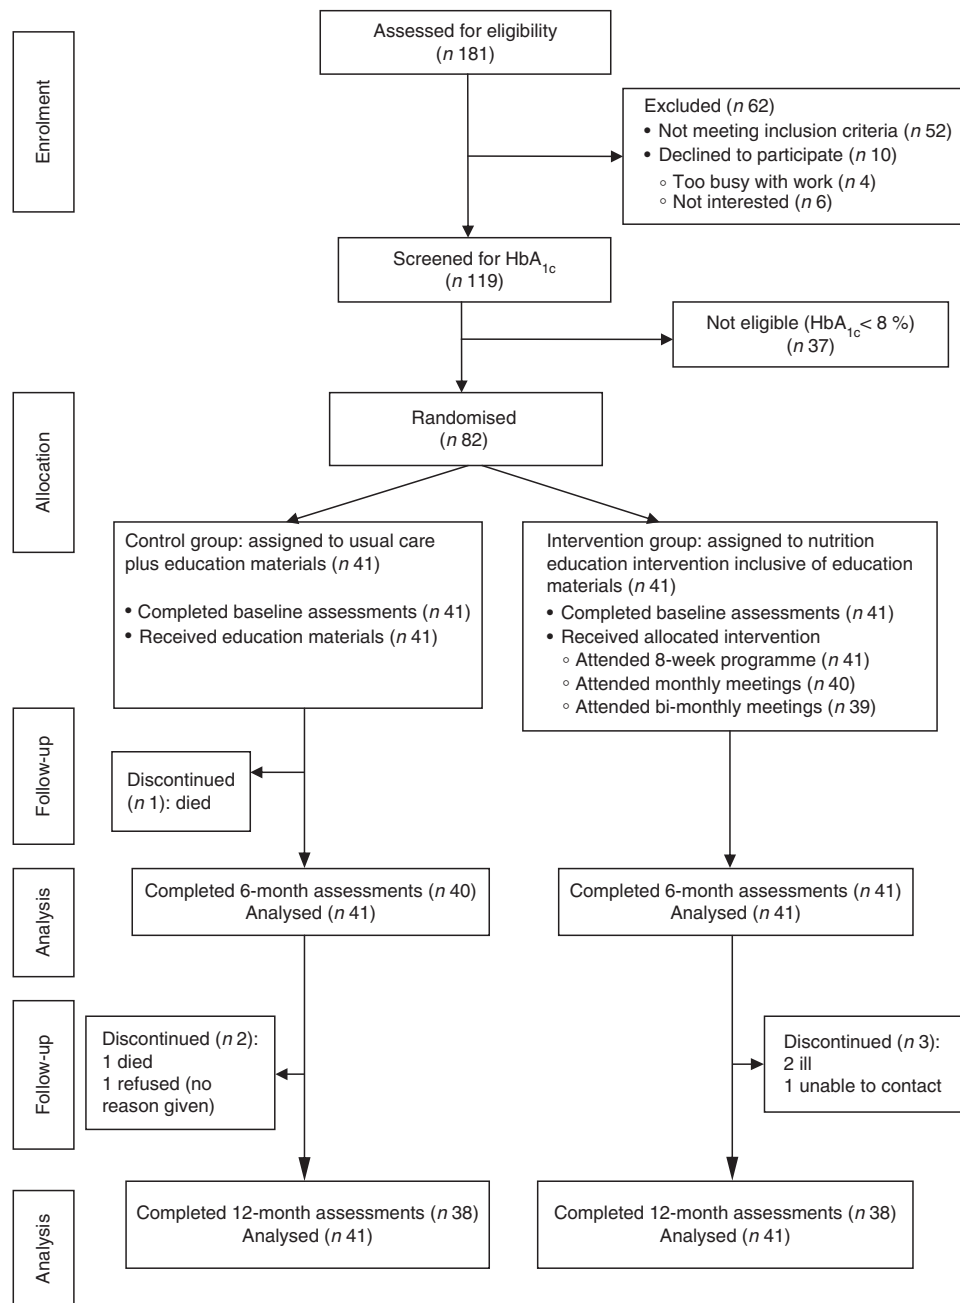 Enrolment
Assessed for eligibility
(n 181)
Excluded (n 62)
• Not meeting inclusion criteria (n 52)
• Declined to participate (n 10)
◦ Too busy with work (n 4)
◦ Not interested (n 6)
Screened for HbA1c
(n 119)
Not eligible (HbA1c< 8 %)
(n 37)
Allocation
Randomised
(n 82)
Control group: assigned to usual care
plus education materials (n 41)
• Completed baseline assessments (n 41)
• Received education materials (n 41)
Intervention group: assigned to nutrition
education intervention inclusive of education
materials (n 41)
• Completed baseline assessments (n 41)
• Received allocated intervention
◦ Attended 8-week programme (n 41)
◦ Attended monthly meetings (n 40)
◦ Attended bi-monthly meetings (n 39)
Follow-up
Discontinued
(n 1): died
Analysis
Completed 6-month assessments (n 40)
Analysed (n 41)
Completed 6-month assessments (n 41)
Analysed (n 41)
Follow-up
Discontinued (n 2):
1 died
1 refused (no
reason given)
Discontinued (n 3):
2 ill
1 unable to contact
Analysis
Completed 12-month assessments (n 38)
Analysed (n 41)
Completed 12-month assessments (n 38)
Analysed (n 41)